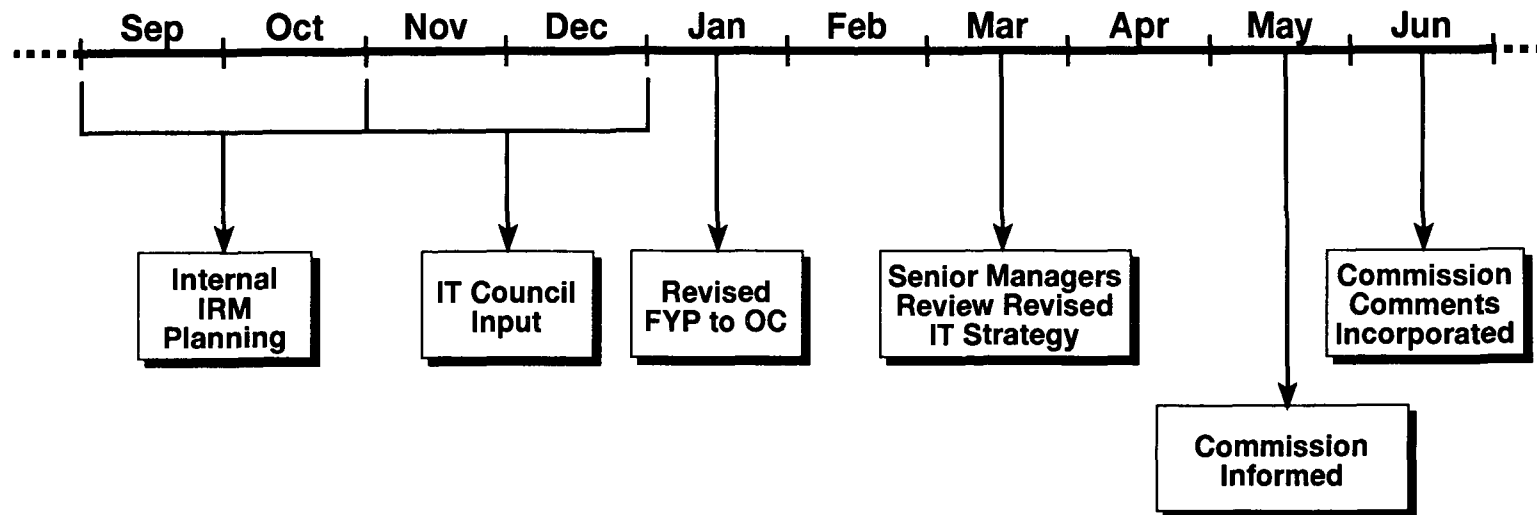 Sep Oct Nov Dec Jan Feb Mar Apr May Jun
Internal
IRM
Planning
IT Council
Input
Revised
FYP to OC
Senior Managers
Review Revised
IT Strategy
Commission
Comments
Incorporated
Commission
Informed